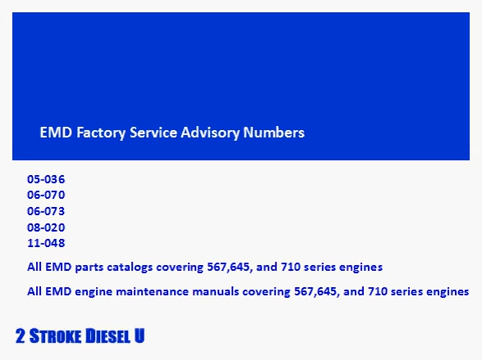 EMD Factory Service Advisory Numbers
05-036
06-070
06-073
08-020
11-048
All EMD parts catalogs covering 567,645, and 710 series engines
All EMD engine maintenance manuals covering 567,645, and 710 series engines
2 Stroke Diesel U